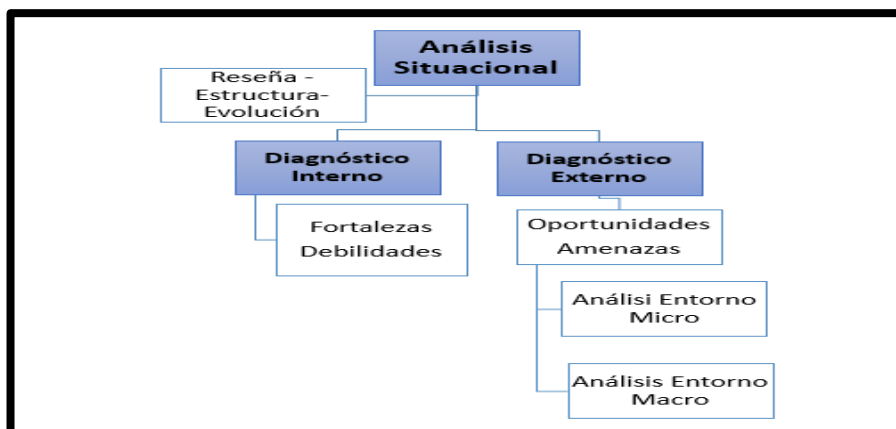 Análisis
Situacional
Reseña -
Estructura-
Evolución
Diagnóstico
Interno
Diagnóstico
Externo
Fortalezas
Debilidades
Oportunidades
Amenazas
Análisi Entorno
Micro
Análisis Entorno
Macro